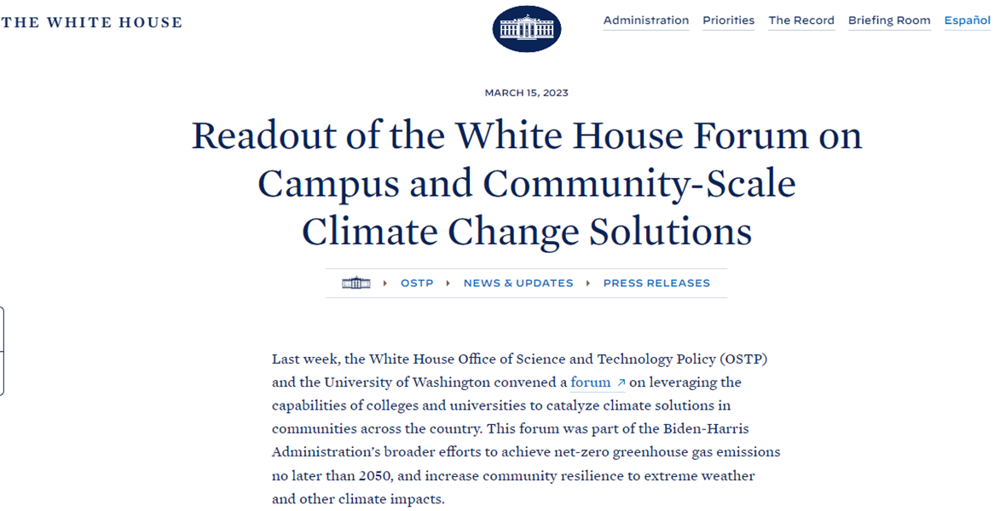 THE WHITE HOUSE
Administration Priorities The Record Briefing Room Español
MARCH 15, 2023
Readout of the White House Forum on
Campus and Community-Scale
Climate Change Solutions
OSTP NEWS & UPDATES PRESS RELEASES
Last week, the White House Office of Science and Technology Policy (OSTP)
and the University of Washington convened a forum ↗ on leveraging the
capabilities of colleges and universities to catalyze climate solutions in
communities across the country. This forum was part of the Biden-Harris
Administration’s broader efforts to achieve net-zero greenhouse gas emissions
no later than 2050, and increase community resilience to extreme weather
and other climate impacts.